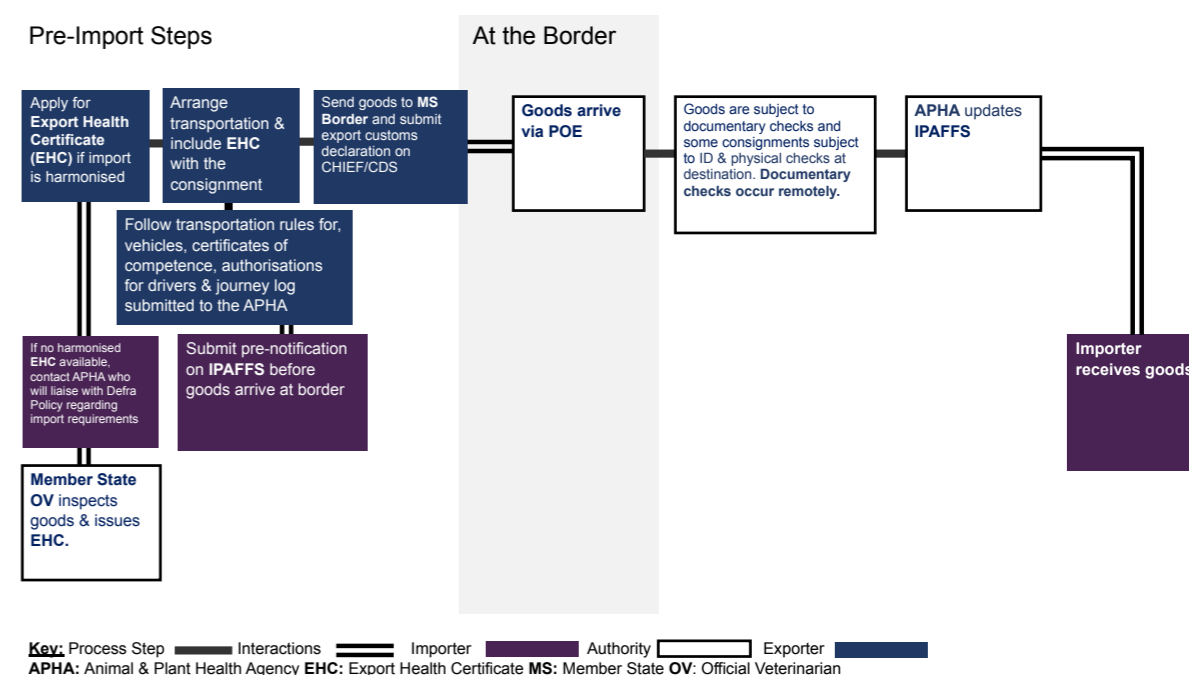 Pre-Import Steps
At the Border
Apply for
Export Health
Certificate
(EHC) if import
is harmonised
Arrange
transportation &
include EHC
with the
consignment
Send goods to MS
Border and submit
export customs
declaration on
CHIEF/CDS
Goods arrive
via POE
Goods are subject to
documentary checks and
some consignments subject
to ID & physical checks at
destination. Documentary
checks occur remotely.
APHA updates
IPAFFS
Follow transportation rules for,
vehicles, certificates of
competence, authorisations
for drivers & journey log
submitted to the APHA
If no harmonised
EHC available,
contact APHA who
will liaise with Defra
Policy regarding
import requirements
Submit pre-notification
on IPAFFS before
goods arrive at border
Importer
receives goods
Member State
OV inspects
goods & issues
EHC.
Key: Process Step Interactions Importer Authority Exporter
APHA: Animal & Plant Health Agency EHC: Export Health Certificate MS: Member State OV: Official Veterinarian